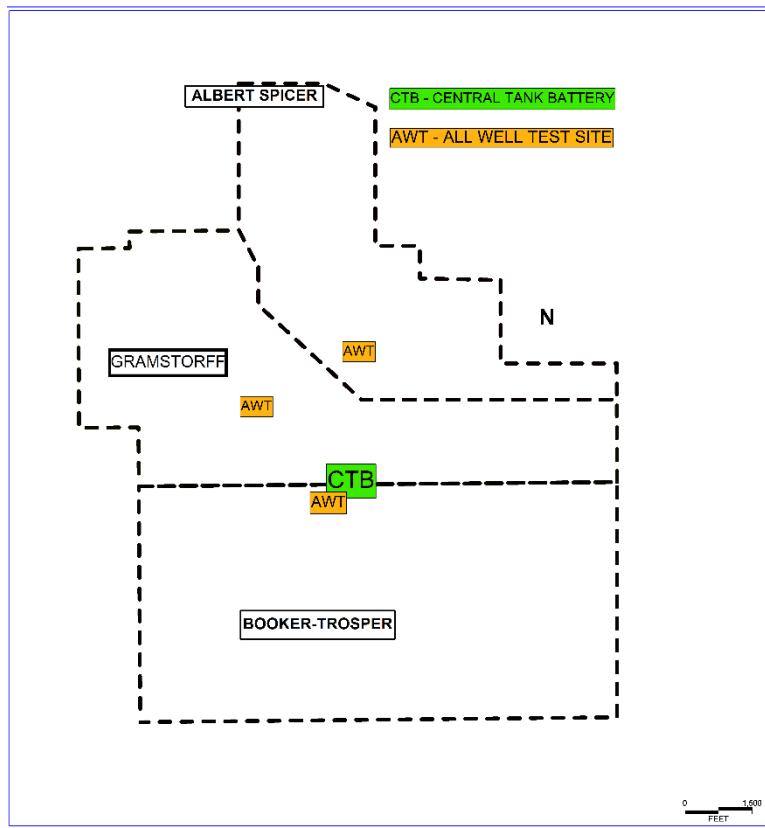 ALBERT SPICER
CTB - CENTRAL TANK BATTERY
AWT - ALL WELL TEST SITE
N
AWT
GRAMSTORFF
AWT
CTB
AWT
BOOKER-TROSPER
0 1,500
FEET